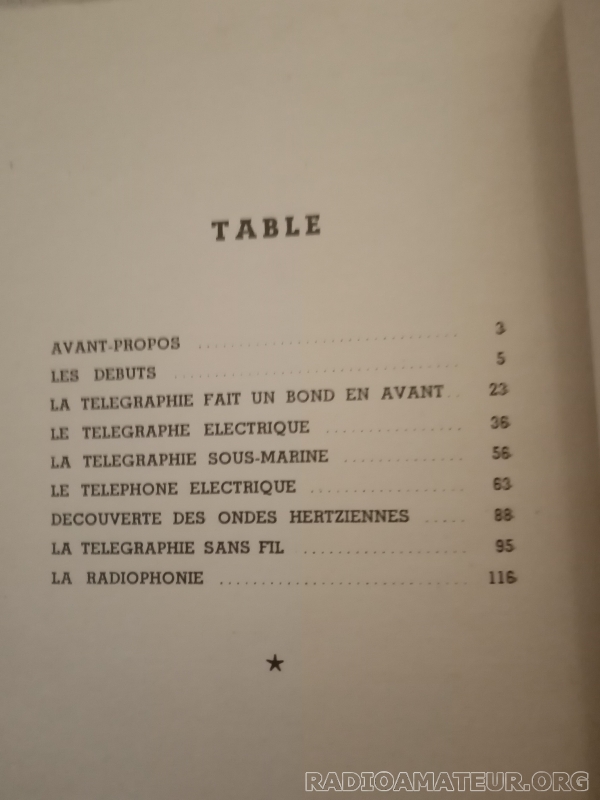 TABLE
AVANT-PROPOS .......................... 3
LES DEBUTS ............................. 5
LA TELEGRAPHIE FAIT UN BOND EN AVANT .. 23
LE TELEGRAPHE ELECTRIQUE .............. 36
LA TELEGRAPHIE SOUS-MARINE ............ 56
LE TELEPHONE ELECTRIQUE ............... 63
DECOUVERTE DES ONDES HERTZIENNES ..... 88
LA TELEGRAPHIE SANS FIL ................ 95
LA RADIOPHONIE ......................... 116
★
RADIOAMATEUR.ORG